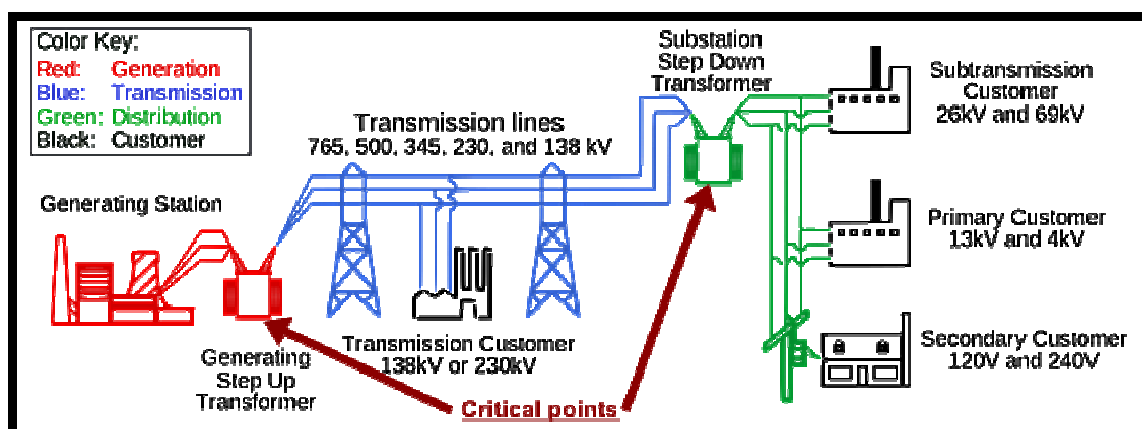 Color Key:
Red: Generation
Blue: Transmission
Green: Distribution
Black: Customer
Substation
Step Down
Transformer
Subtransmission
Customer
26kV and 69kV
Transmission lines
765, 500, 345, 230, and 138 kV
Generating Station
Primary Customer
13kV and 4kV
Transmission Customer
138kV or 230kV
Secondary Customer
120V and 240V
Generating
Step Up
Transformer
Critical points